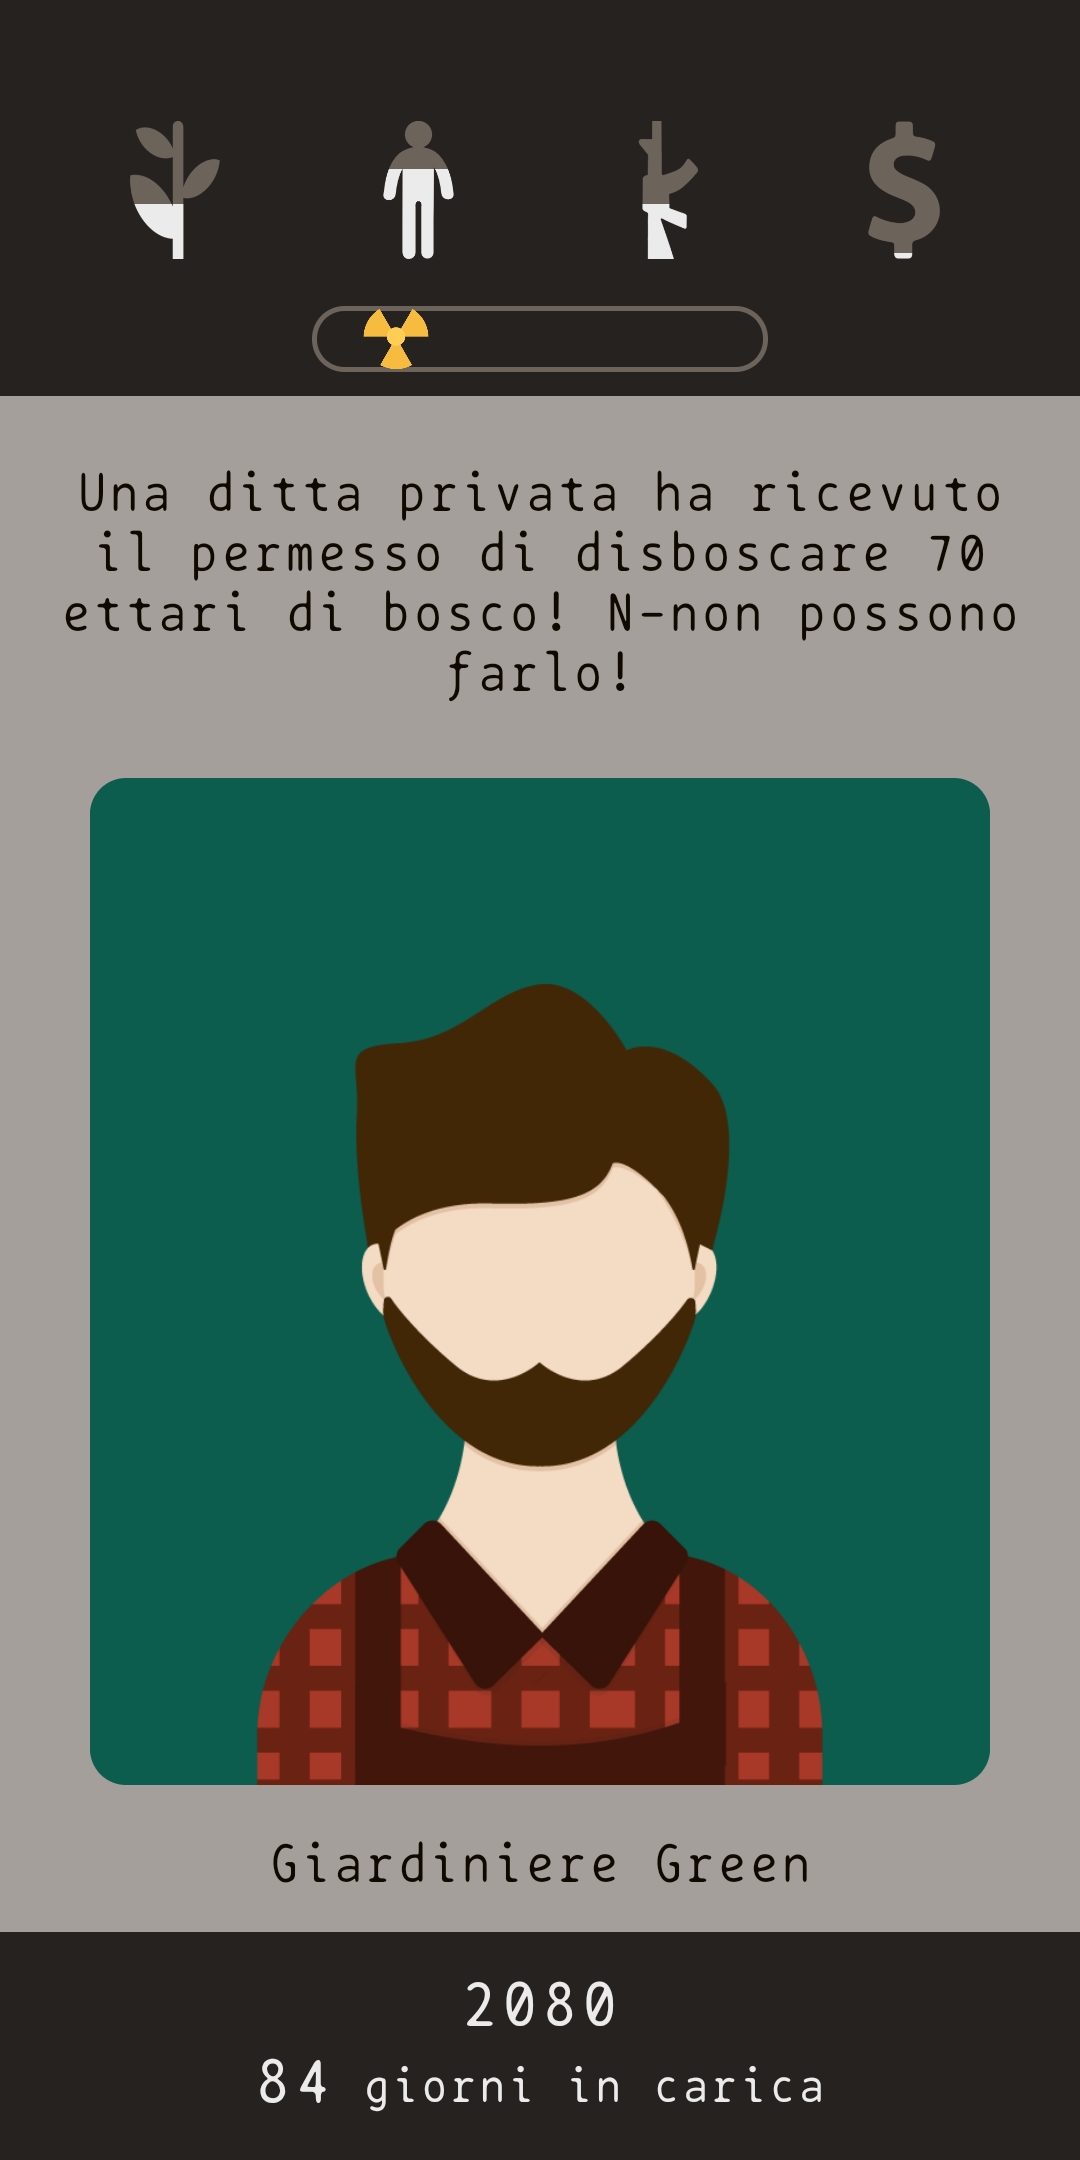 Una ditta privata ha ricevuto
il permesso di disboscare 70
ettari di bosco! N-non possono
farlo!
Giardiniere Green
2080
84 giorni in carica